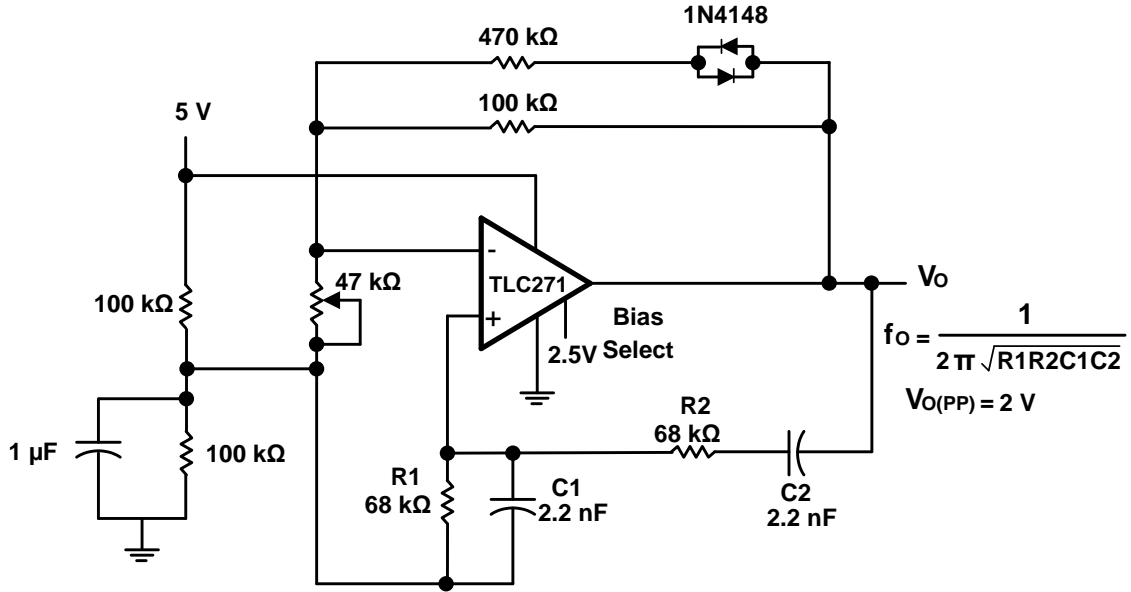 1N4148
470 kΩ
100 kΩ
5 V
-
47 kΩ
TLC271
100 kΩ
+
Bias
Select
2.5V
VO
fO = 1 / 2 π √R1R2C1C2
VO(PP) = 2 V
R2
68 kΩ
1 µF
100 kΩ
R1
68 kΩ
C1
2.2 nF
C2
2.2 nF